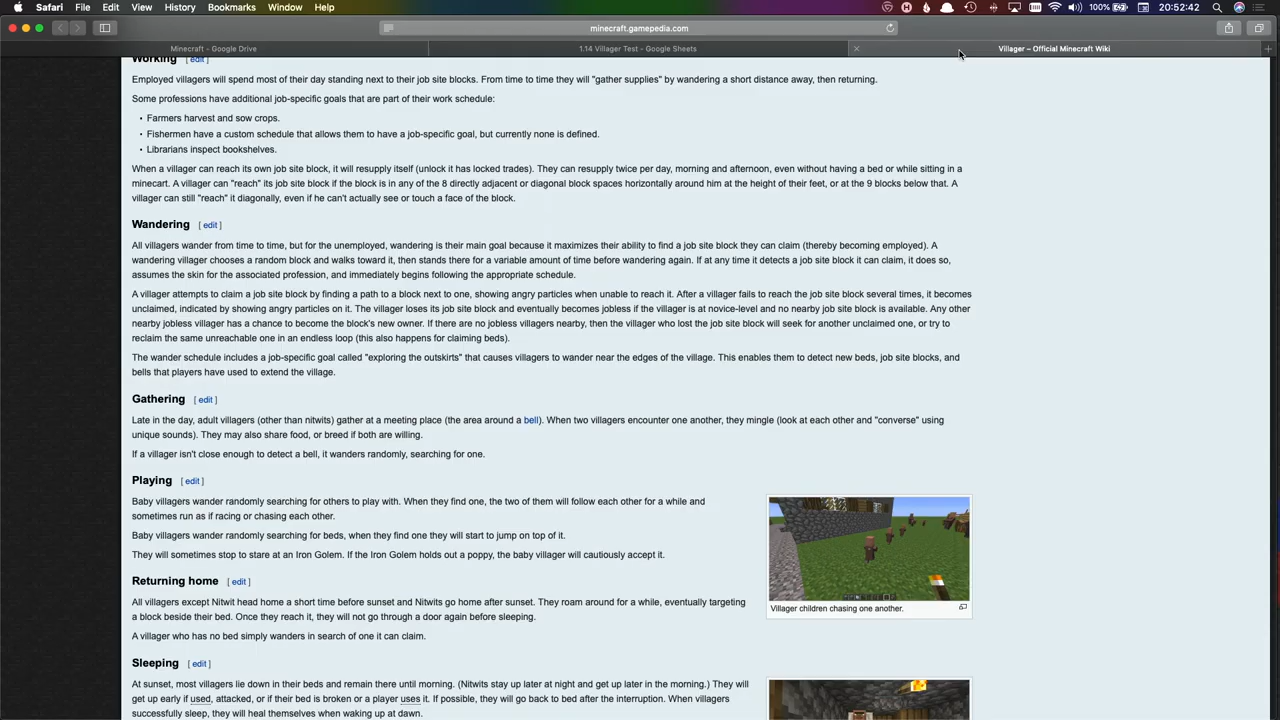 Safari File Edit View History Bookmarks Window Help 100% 20:25:42
minecraft.gamepedia.com
Minecraft - Google Drive 1.14 Villager Test - Google Sheets Villager – Official Minecraft Wiki
Working [ edit ]
Employed villagers will spend most of their day standing next to their job site blocks. From time to time they will "gather supplies" by wandering a short distance away, then returning.
Some professions have additional job-specific goals that are part of their work schedule:
• Farmers harvest and sow crops.
• Fishermen have a custom schedule that allows them to have a job-specific goal, but currently none is defined.
• Librarians inspect bookshelves.
When a villager can reach its own job site block, it will resupply itself (unlock it has locked trades). They can resupply twice per day, morning and afternoon, even without having a bed or while sitting in a
minecart. A villager can "reach" its job site block if the block is in any of the 8 directly adjacent or diagonal block spaces horizontally around him at the height of their feet, or at the 9 blocks below that. A
villager can still "reach" it diagonally, even if he can't actually see or touch a face of the block.
Wandering [ edit ]
All villagers wander from time to time, but for the unemployed, wandering is their main goal because it maximizes their ability to find a job site block they can claim (thereby becoming employed). A
wandering villager chooses a random block and walks toward it, then stands there for a variable amount of time before wandering again. If at any time it detects a job site block it can claim, it does so,
assumes the skin for the associated profession, and immediately begins following the appropriate schedule.
A villager attempts to claim a job site block by finding a path to a block next to one, showing angry particles when unable to reach it. After a villager fails to reach the job site block several times, it becomes
unclaimed, indicated by showing angry particles on it. The villager loses its job site block and eventually becomes jobless if the villager is at novice-level and no nearby job site block is available. Any other
nearby jobless villager has a chance to become the block's new owner. If there are no jobless villagers nearby, then the villager who lost the job site block will seek for another unclaimed one, or try to
reclaim the same unreachable one in an endless loop (this also happens for claiming beds).
The wander schedule includes a job-specific goal called "exploring the outskirts" that causes villagers to wander near the edges of the village. This enables them to detect new beds, job site blocks, and
bells that players have used to extend the village.
Gathering [ edit ]
Late in the day, adult villagers (other than nitwits) gather at a meeting place (the area around a bell). When two villagers encounter one another, they mingle (look at each other and "converse" using
unique sounds). They may also share food, or breed if both are willing.
If a villager isn't close enough to detect a bell, it wanders randomly, searching for one.
Playing [ edit ]
Baby villagers wander randomly searching for others to play with. When they find one, the two of them will follow each other for a while and
sometimes run as if racing or chasing each other.
Baby villagers wander randomly searching for beds, when they find one they will start to jump on top of it.
They will sometimes stop to stare at an Iron Golem. If the Iron Golem holds out a poppy, the baby villager will cautiously accept it.
Villager children chasing one another.
Returning home [ edit ]
All villagers except Nitwit head home a short time before sunset and Nitwits go home after sunset. They roam around for a while, eventually targeting
a block beside their bed. Once they reach it, they will not go through a door again before sleeping.
A villager who has no bed simply wanders in search of one it can claim.
Sleeping [ edit ]
At sunset, most villagers lie down in their beds and remain there until morning. (Nitwits stay up later at night and get up later in the morning.) They will
get up early if used, attacked, or if their bed is broken or a player uses it. If possible, they will go back to bed after the interruption. When villagers
successfully sleep, they will heal themselves when waking up at dawn.